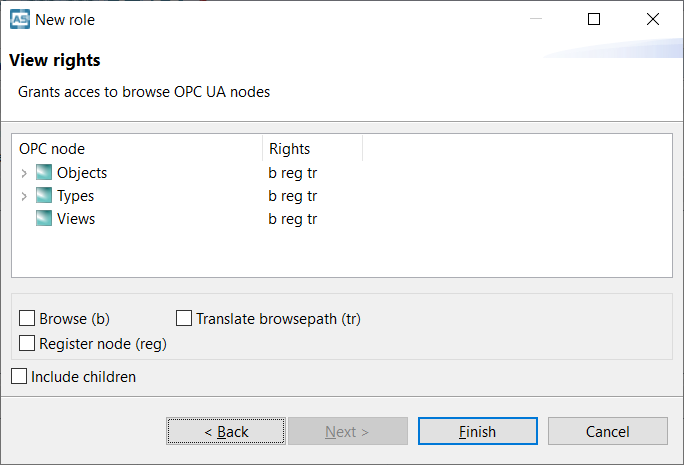 New role
View rights
Grants acces to browse OPC UA nodes
OPC node Rights
Objects b reg tr
Types b reg tr
Views b reg tr
Browse (b) Translate browsepath (tr)
Register node (reg)
Include children
< Back Next > Finish Cancel